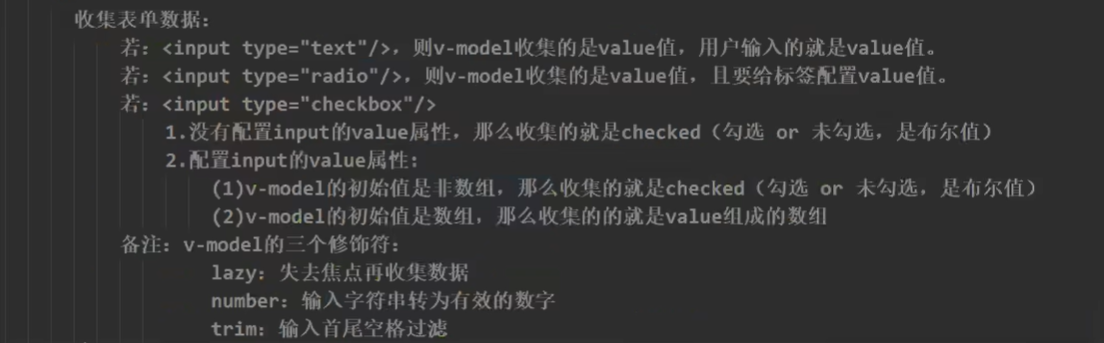 收集表单数据：
若：<input type="text"/>，则v-model收集的是value值，用户输入的就是value值。
若：<input type="radio"/>，则v-model收集的是value值，且要给标签配置value值。
若：<input type="checkbox"/>
1.没有配置input的value属性，那么收集的就是checked（勾选 or 未勾选，是布尔值）
2.配置input的value属性：
(1)v-model的初始值是非数组，那么收集的就是checked（勾选 or 未勾选，是布尔值）
(2)v-model的初始值是数组，那么收集的的就是value组成的数组
备注：v-model的三个修饰符：
lazy：失去焦点再收集数据
number：输入字符串转为有效的数字
trim：输入首尾空格过滤